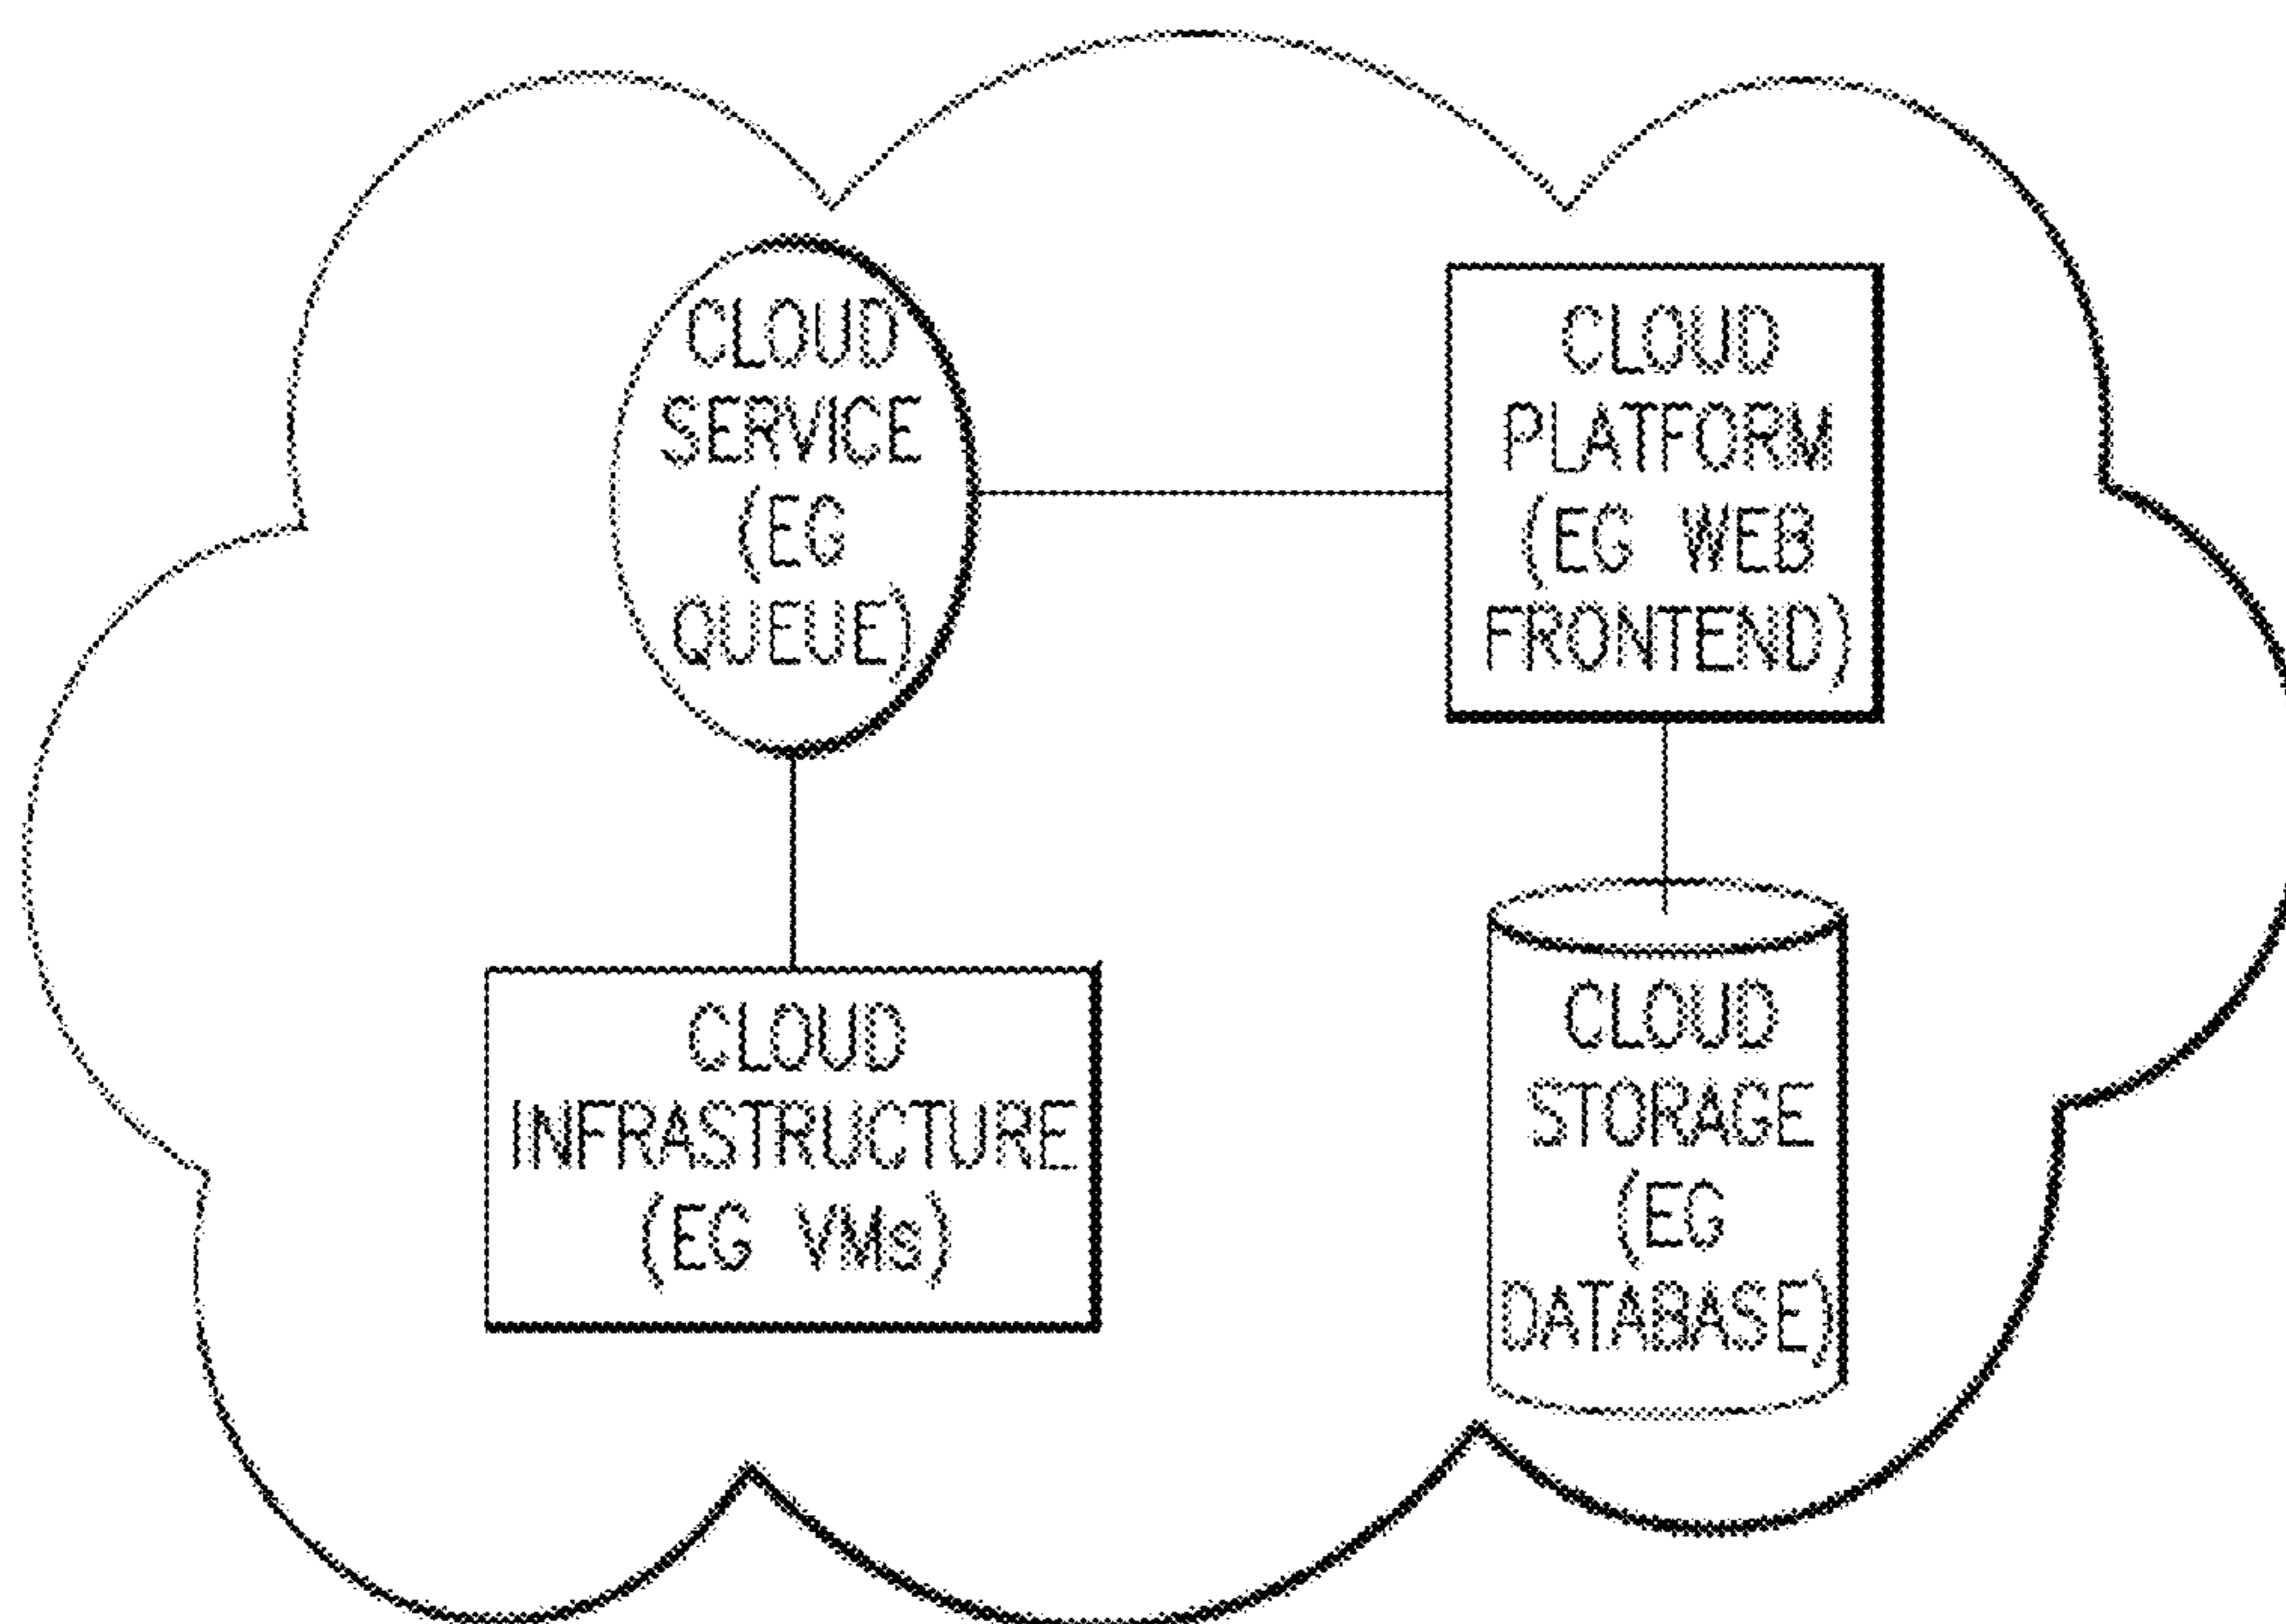 CLOUD
SERVICE
(EG
QUEUE)
CLOUD
PLATFORM
(EG WEB
FRONTEND)
CLOUD
INFRASTRUCTURE
(EG VMs)
CLOUD
STORAGE
(EG
DATABASE)